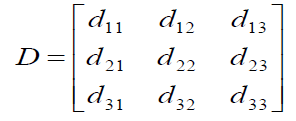 d₁₁ d₁₂ d₁₃
D = d₂₁ d₂₂ d₂₃
d₃₁ d₃₂ d₃₃